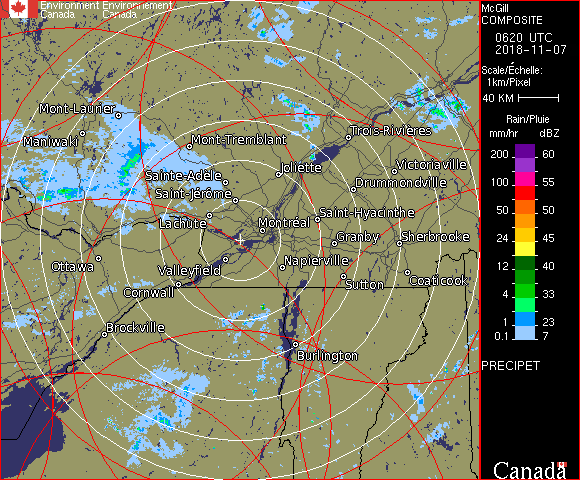 Environment Environnement
Canada Canada
McGill
COMPOSITE
0620 UTC
2018-11-07
Scale/Échelle:
1km/Pixel
40 KM
Rain/Pluie
mm/hr dBZ
200 60
150 57
100 55
50 50
24 45
12 40
4 33
1 23
0.1 7
PRECIPET
Canada
Mont-Laurier
Maniwaki
Mont-Tremblant
Trois-Rivières
Sainte-Adèle
Joliette
Victoriaville
Saint-Jérôme
Drummondville
Lachute
Saint-Hyacinthe
Montréal
Granby
Sherbrooke
Ottawa
Valleyfield
Napierville
Cornwall
Sutton
Coaticook
Brockville
Burlington